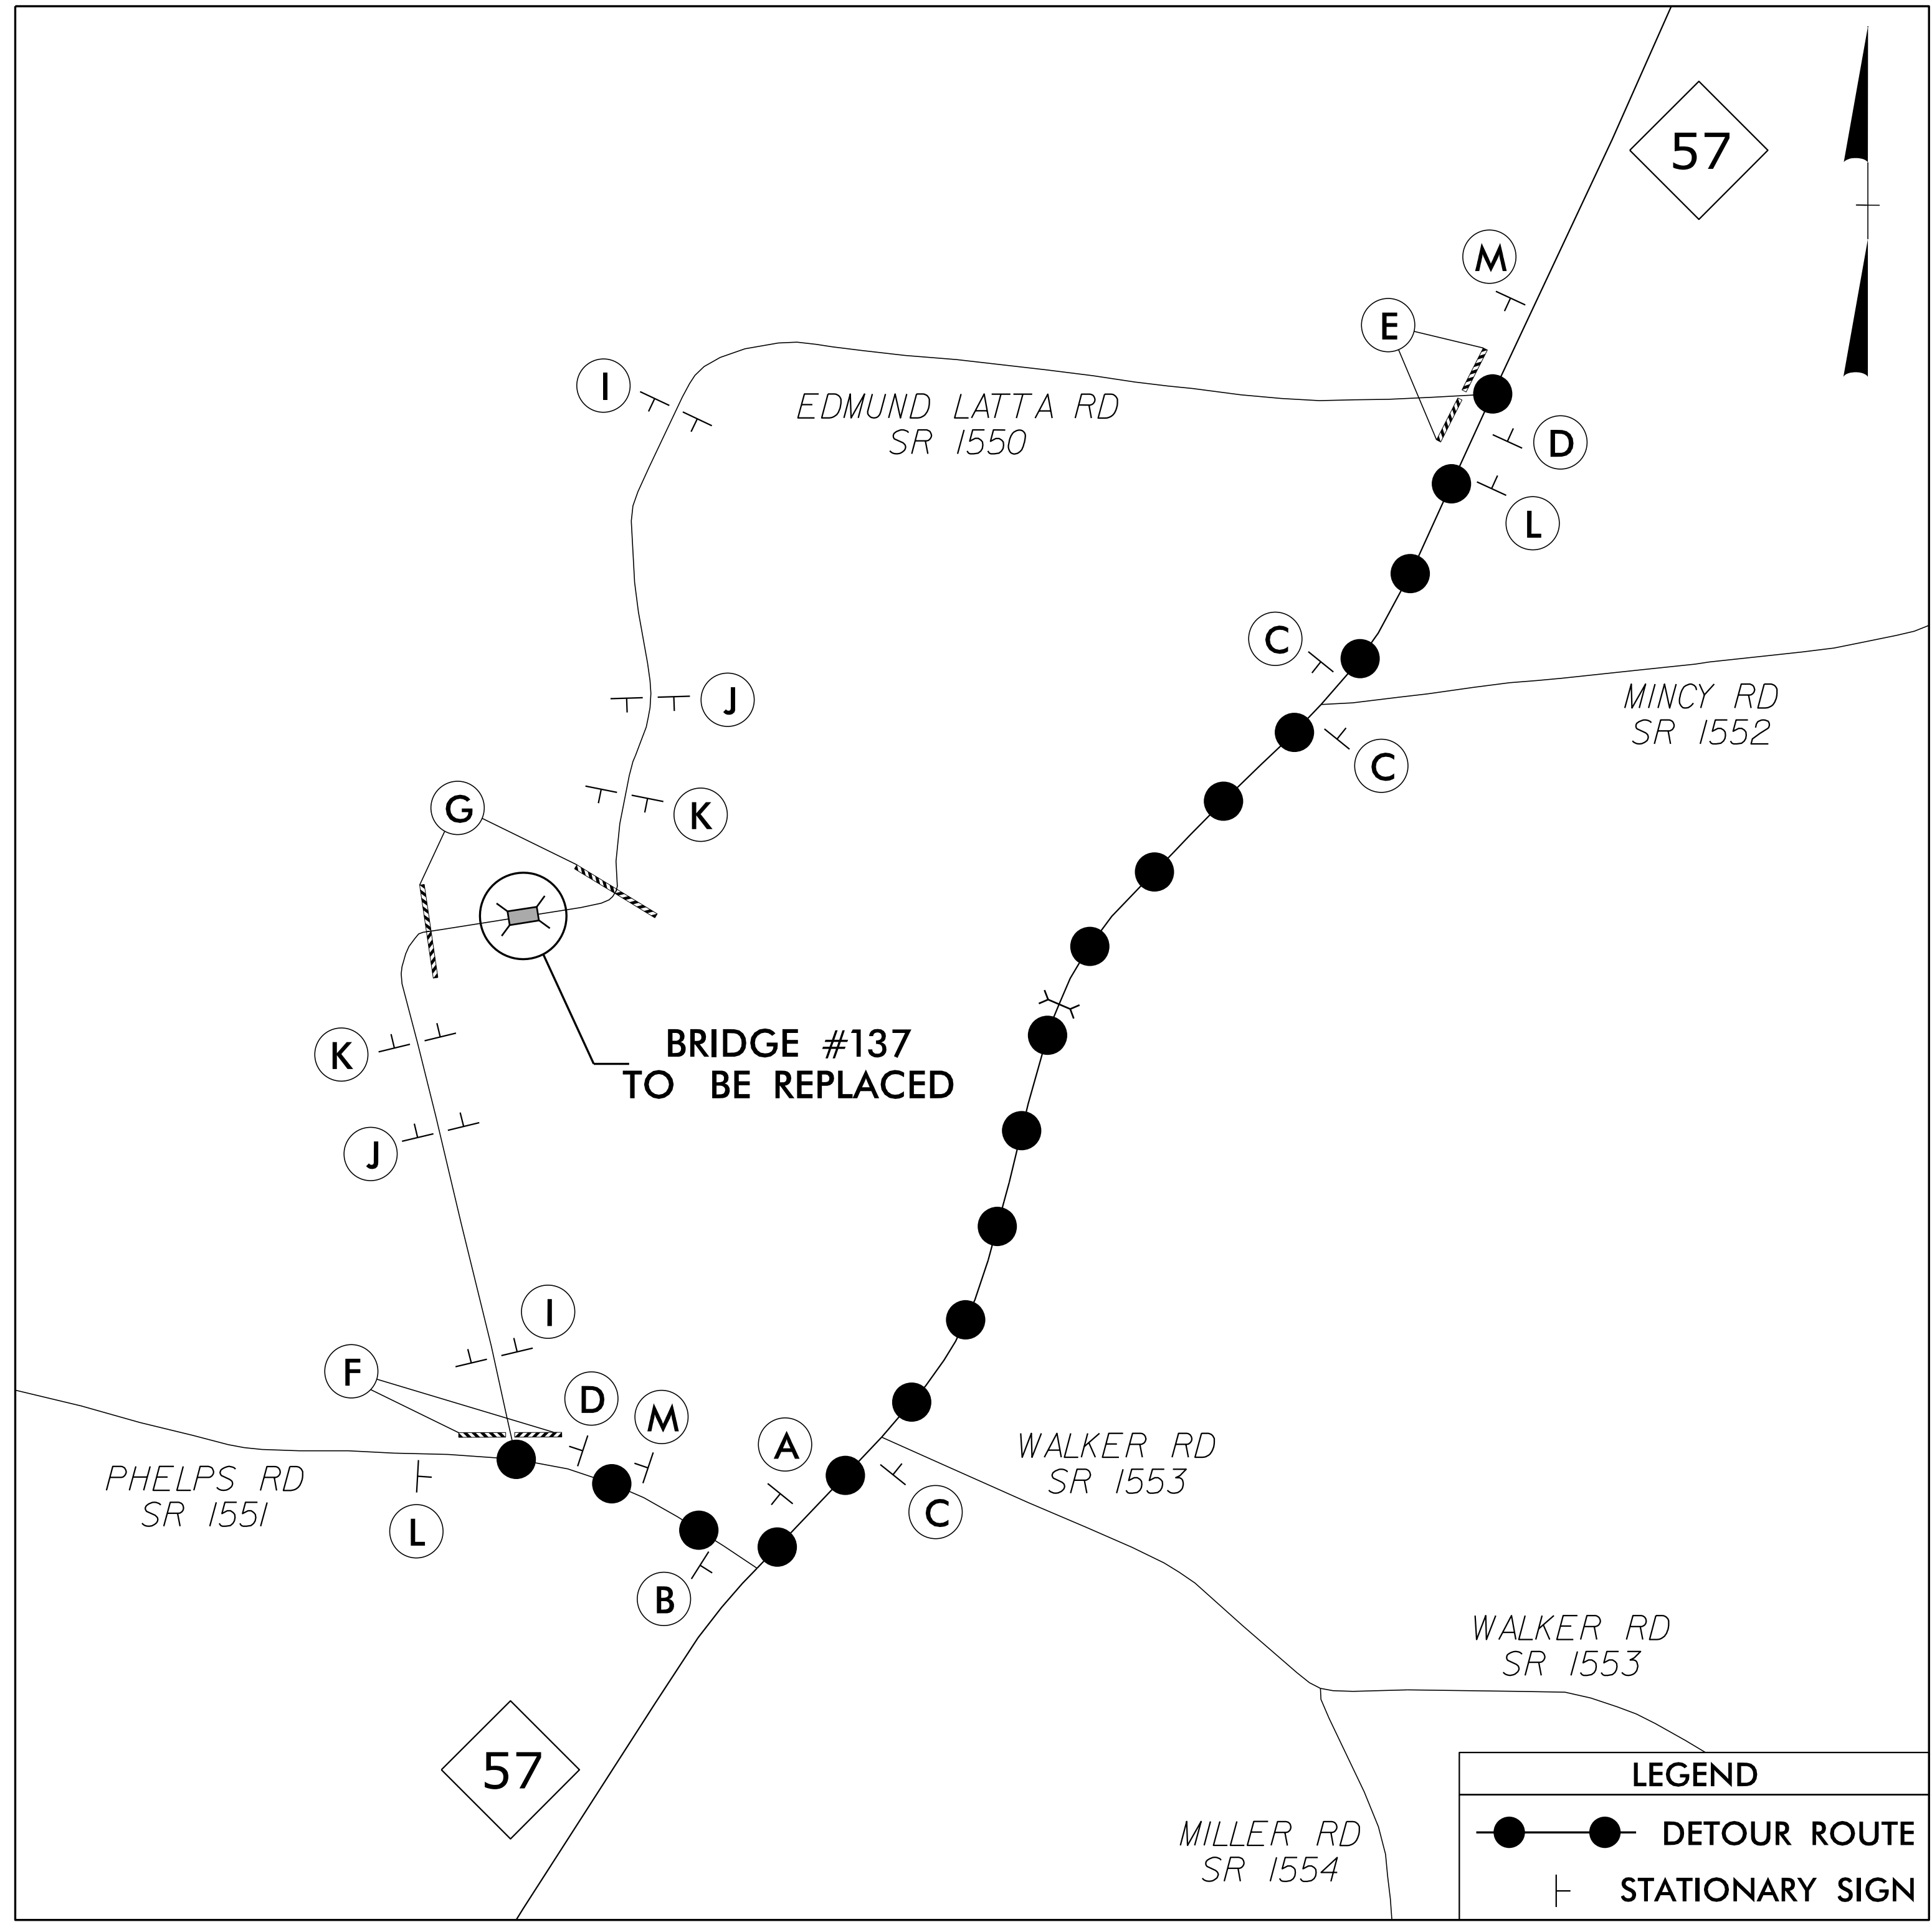 57
M
E
I
EDMUND LATTA RD
SR 1550
D
L
C
MINCY RD
SR 1552
J
C
G
K
BRIDGE #137
TO BE REPLACED
K
J
I
F
D
M
A
WALKER RD
SR 1553
PHELPS RD
SR 1551
C
L
B
WALKER RD
SR 1553
57
MILLER RD
SR 1554
LEGEND
DETOUR ROUTE
STATIONARY SIGN